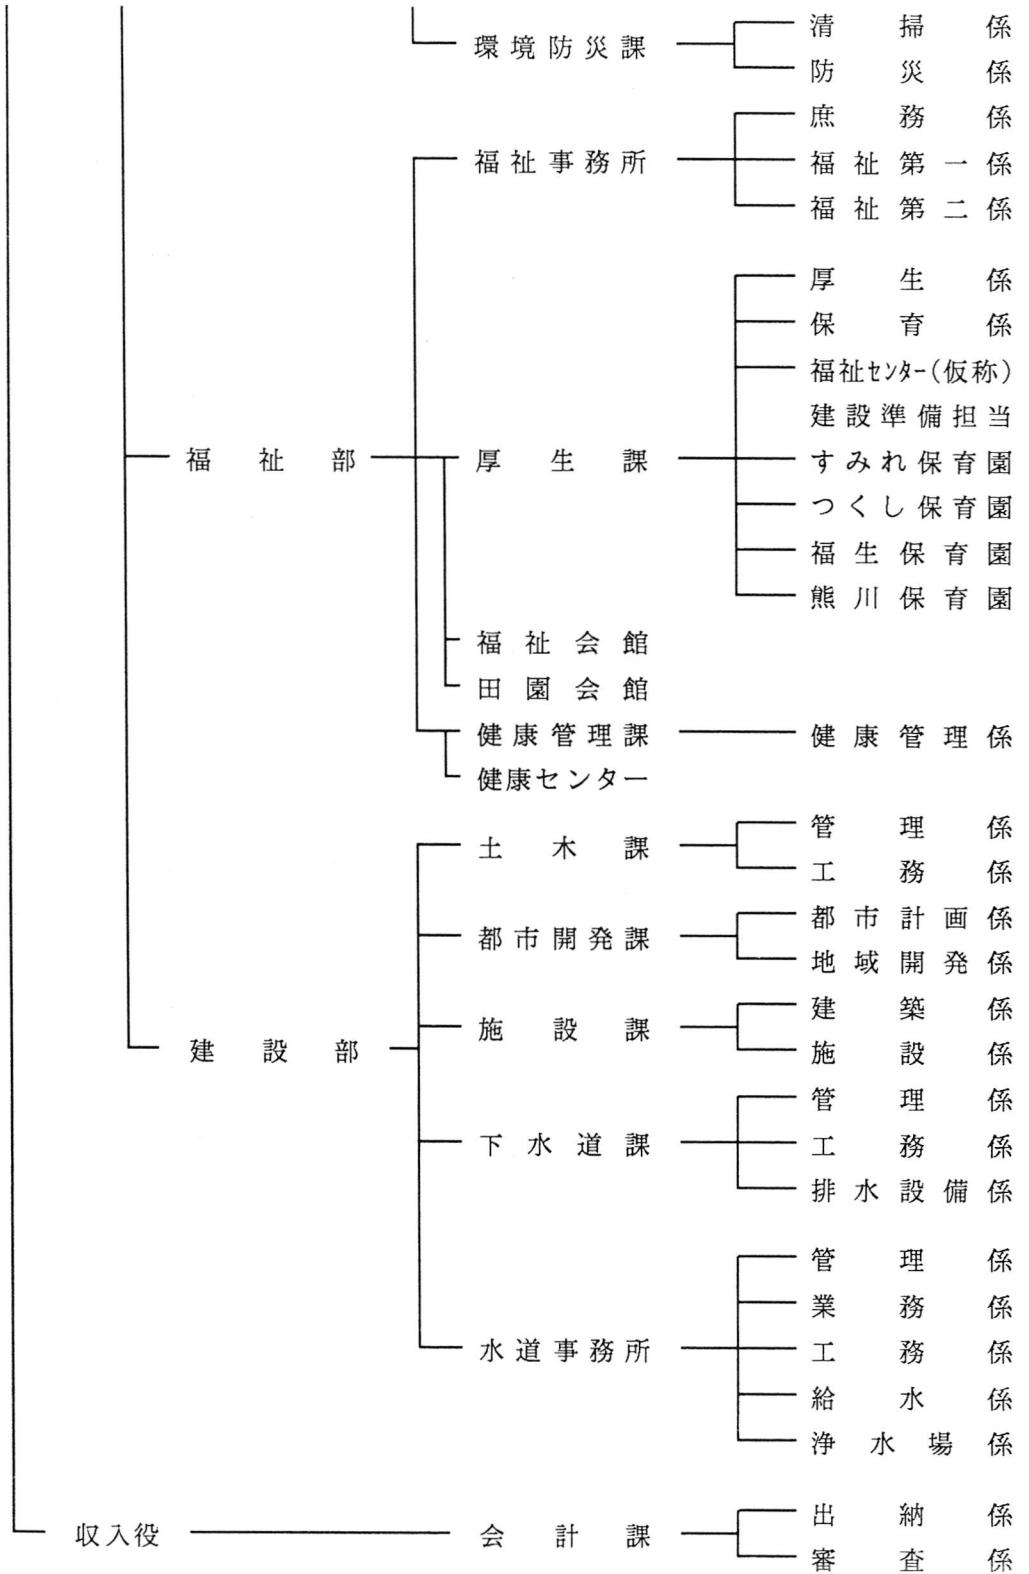 清掃係
環境防災課
防災係
庶務係
福祉事務所
福祉第一係
福祉第二係
厚生係
保育係
福祉センター(仮称)
建設準備担当
福祉部
厚生課
すみれ保育園
つくし保育園
福生保育園
熊川保育園
福祉会館
田園会館
健康管理課
健康管理係
健康センター
管理係
土木課
工務係
都市計画係
都市開発課
地域開発係
建築係
施設課
建設部
施設係
管理係
下水道課
工務係
排水設備係
管理係
業務係
水道事務所
工務係
給水係
浄水場係
出納係
収入役
会計課
審査係